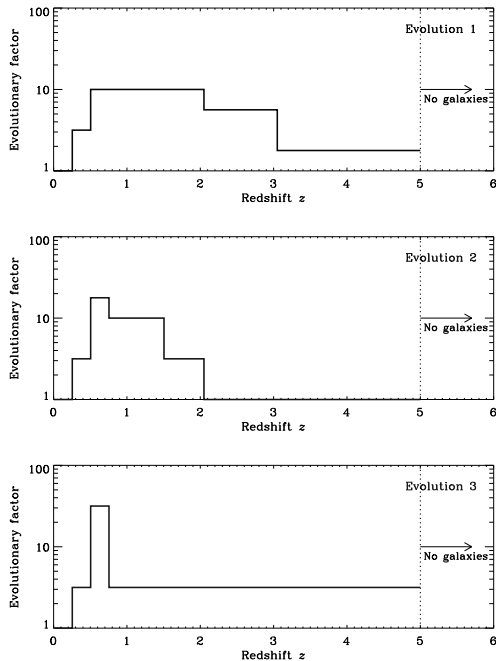 100
Evolution 1
10
No galaxies
Evolutionary factor
1
0 1 2 3 4 5 6
Redshift z
100
Evolution 2
10
No galaxies
Evolutionary factor
1
0 1 2 3 4 5 6
Redshift z
100
Evolution 3
10
No galaxies
Evolutionary factor
1
0 1 2 3 4 5 6
Redshift z